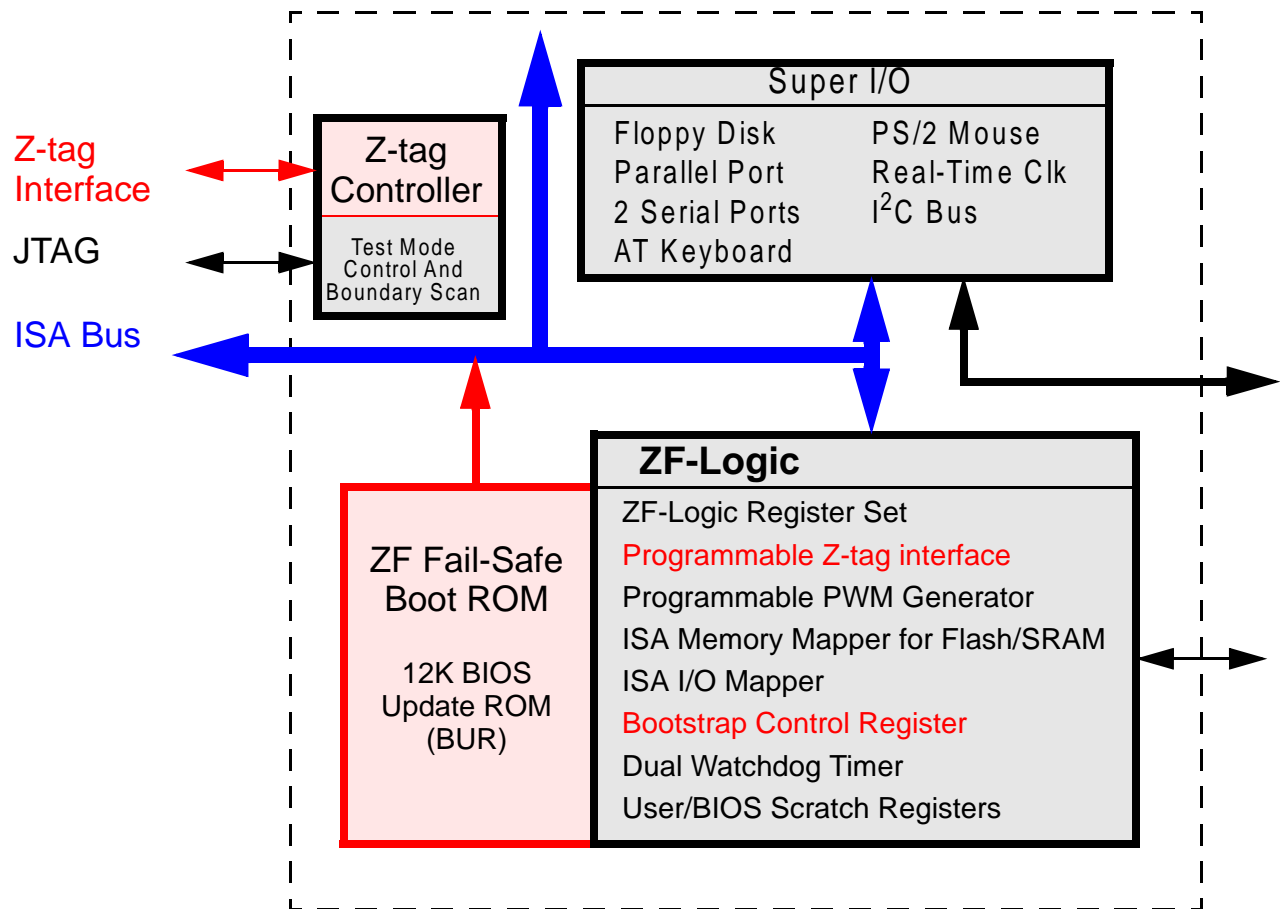 Z-tag
Interface
JTAG
ISA Bus
Z-tag
Controller
Test Mode
Control And
Boundary Scan
Super I/O
Floppy Disk
Parallel Port
2 Serial Ports
AT Keyboard
PS/2 Mouse
Real-Time Clk
I²C Bus
ZF Fail-Safe
Boot ROM
12K BIOS
Update ROM
(BUR)
ZF-Logic
ZF-Logic Register Set
Programmable Z-tag interface
Programmable PWM Generator
ISA Memory Mapper for Flash/SRAM
ISA I/O Mapper
Bootstrap Control Register
Dual Watchdog Timer
User/BIOS Scratch Registers